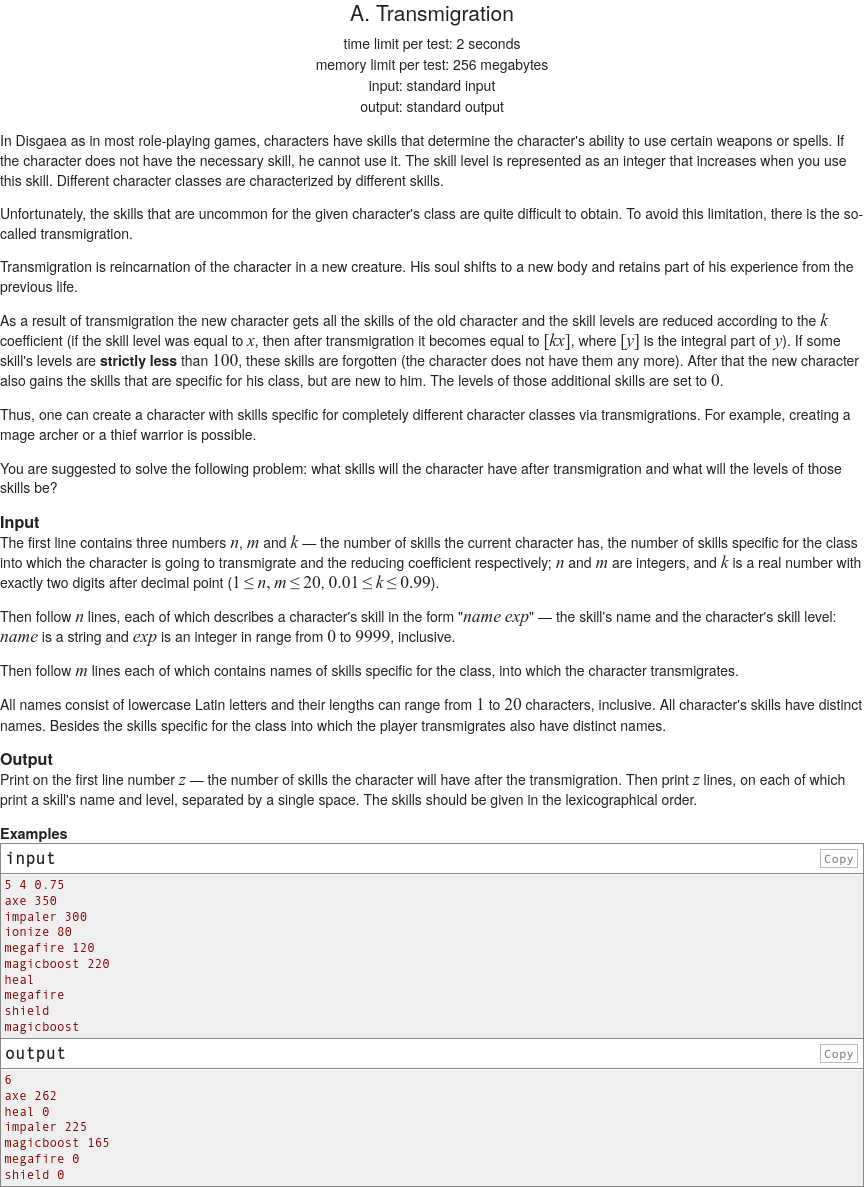 A. Transmigration
time limit per test: 2 seconds
memory limit per test: 256 megabytes
input: standard input
output: standard output
In Disgaea as in most role-playing games, characters have skills that determine the character's ability to use certain weapons or spells. If
the character does not have the necessary skill, he cannot use it. The skill level is represented as an integer that increases when you use
this skill. Different character classes are characterized by different skills.
Unfortunately, the skills that are uncommon for the given character's class are quite difficult to obtain. To avoid this limitation, there is the so-
called transmigration.
Transmigration is reincarnation of the character in a new creature. His soul shifts to a new body and retains part of his experience from the
previous life.
As a result of transmigration the new character gets all the skills of the old character and the skill levels are reduced according to the k
coefficient (if the skill level was equal to x, then after transmigration it becomes equal to [kx], where [y] is the integral part of y). If some
skill's levels are strictly less than 100, these skills are forgotten (the character does not have them any more). After that the new character
also gains the skills that are specific for his class, but are new to him. The levels of those additional skills are set to 0.
Thus, one can create a character with skills specific for completely different character classes via transmigrations. For example, creating a
mage archer or a thief warrior is possible.
You are suggested to solve the following problem: what skills will the character have after transmigration and what will the levels of those
skills be?
Input
The first line contains three numbers n, m and k — the number of skills the current character has, the number of skills specific for the class
into which the character is going to transmigrate and the reducing coefficient respectively; n and m are integers, and k is a real number with
exactly two digits after decimal point (1 ≤ n, m ≤ 20, 0.01 ≤ k ≤ 0.99).
Then follow n lines, each of which describes a character's skill in the form "name exp" — the skill's name and the character's skill level:
name is a string and exp is an integer in range from 0 to 9999, inclusive.
Then follow m lines each of which contains names of skills specific for the class, into which the character transmigrates.
All names consist of lowercase Latin letters and their lengths can range from 1 to 20 characters, inclusive. All character's skills have distinct
names. Besides the skills specific for the class into which the player transmigrates also have distinct names.
Output
Print on the first line number z — the number of skills the character will have after the transmigration. Then print z lines, on each of which
print a skill's name and level, separated by a single space. The skills should be given in the lexicographical order.
Examples
input Copy
5 4 0.75
axe 350
impaler 300
ionize 80
megafire 120
magicboost 220
heal
megafire
shield
magicboost
output Copy
6
axe 262
heal 0
impaler 225
magicboost 165
megafire 0
shield 0